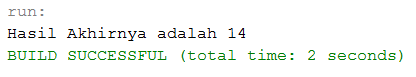 run:
Hasil Akhirnya adalah 14
BUILD SUCCESSFUL (total time: 2 seconds)